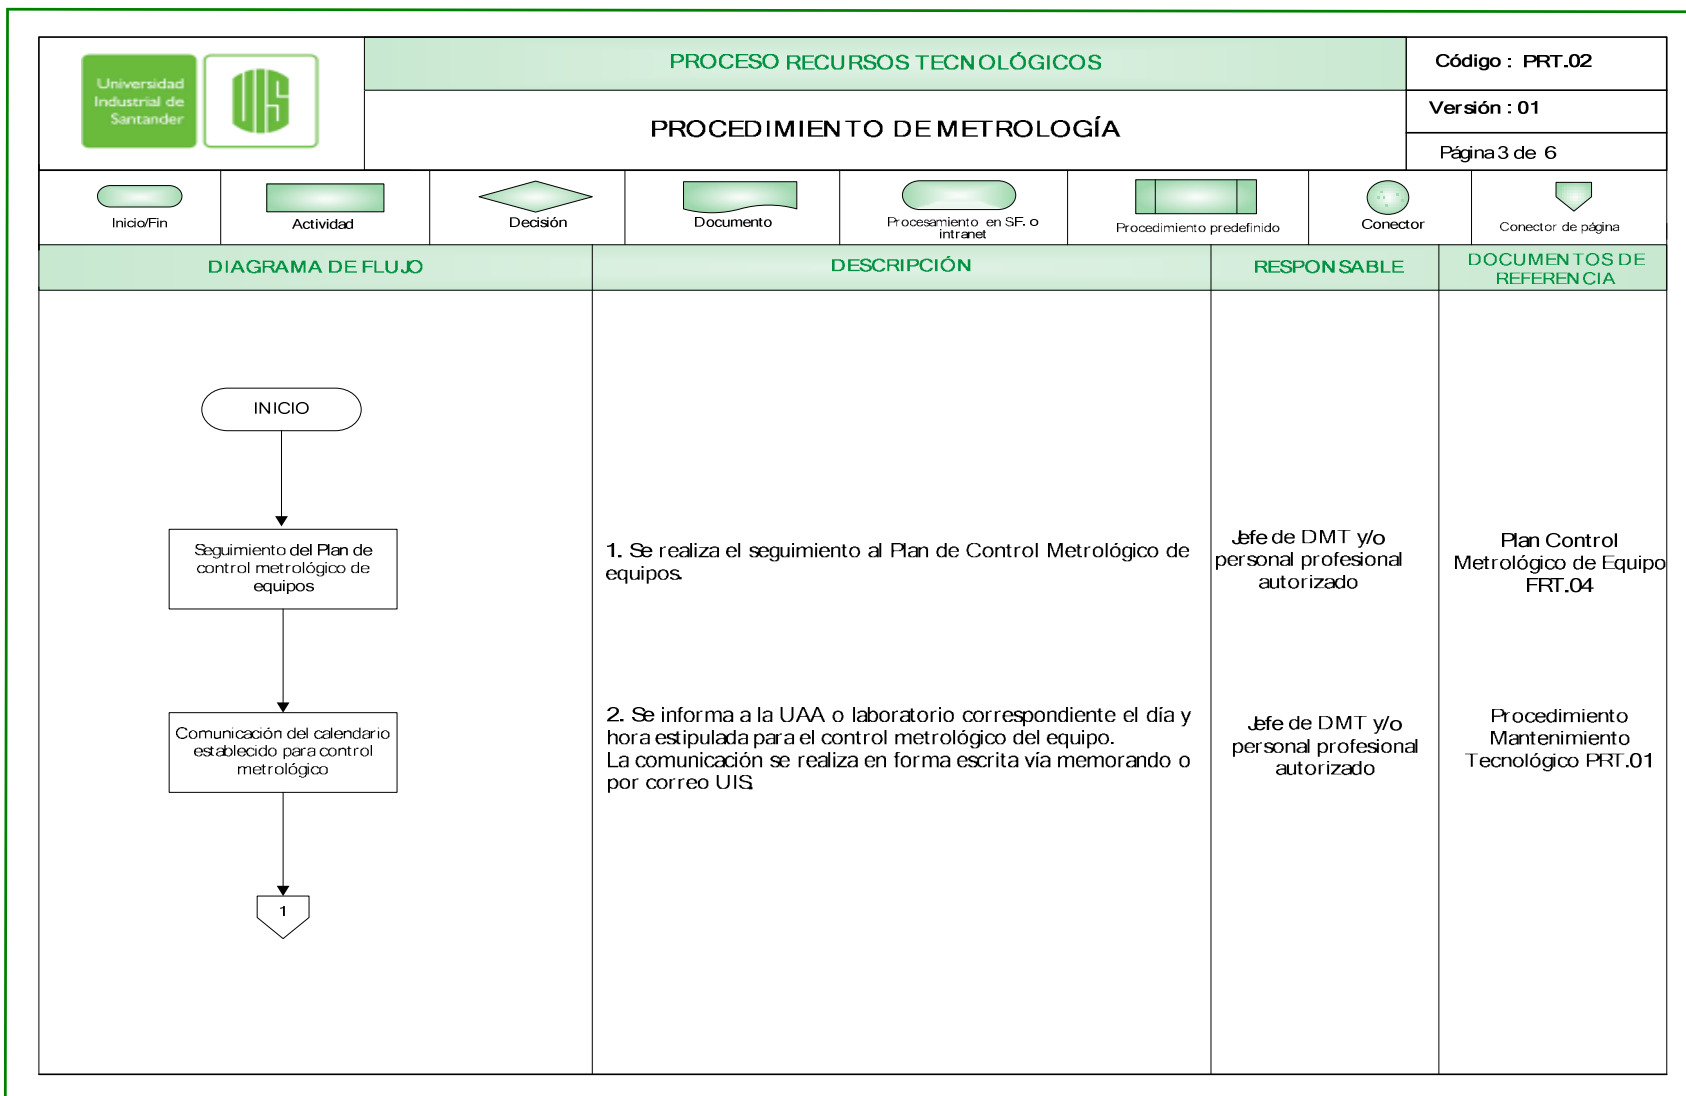 Universidad
Industrial de
Santander
UIS
PROCESO RECURSOS TECNOLÓGICOS
PROCEDIMIENTO DE METROLOGÍA
Código : PRT.02
Versión : 01
Página 3 de 6
Inicio/Fin
Actividad
Decisión
Documento
Procesamiento en SF. o
intranet
Procedimiento predefinido
Conector
Conector de página
DIAGRAMA DE FLUJO
DESCRIPCIÓN
RESPONSABLE
DOCUMENTOS DE
REFERENCIA
INICIO
Seguimiento del Plan de
control metrológico de
equipos
1. Se realiza el seguimiento al Plan de Control Metrológico de
equipos.
Jefe de DMT y/o
personal profesional
autorizado
Plan Control
Metrológico de Equipo
FRT.04
Comunicación del calendario
establecido para control
metrológico
2. Se informa a la UAA o laboratorio correspondiente el día y
hora estipulada para el control metrológico del equipo.
La comunicación se realiza en forma escrita vía memorando o
por correo UIS.
Jefe de DMT y/o
personal profesional
autorizado
Procedimiento
Mantenimiento
Tecnológico PRT.01
1